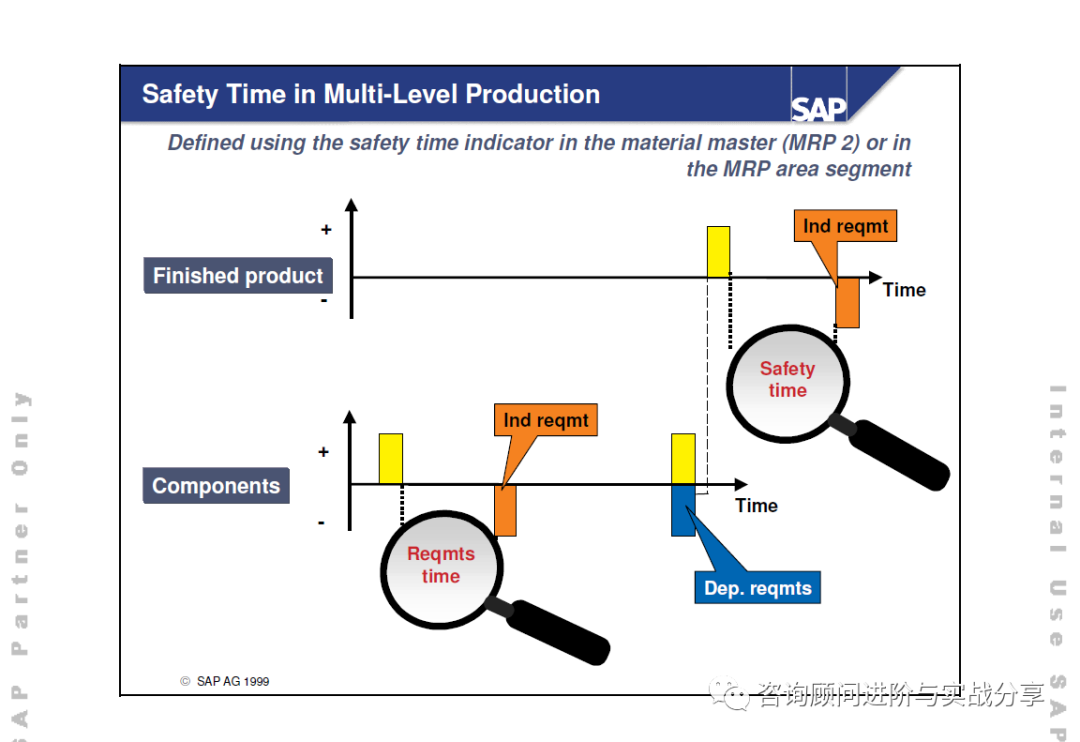 Safety Time in Multi-Level Production
SAP
Defined using the safety time indicator in the material master (MRP 2) or in
the MRP area segment
+
Ind reqmt
Finished product
-
Time
Safety
time
Ind reqmt
+
Components
-
Time
Reqmts
time
Dep. reqmts
© SAP AG 1999
咨询顾问进阶与实战分享
SAP Partner Only
Internal Use SAP